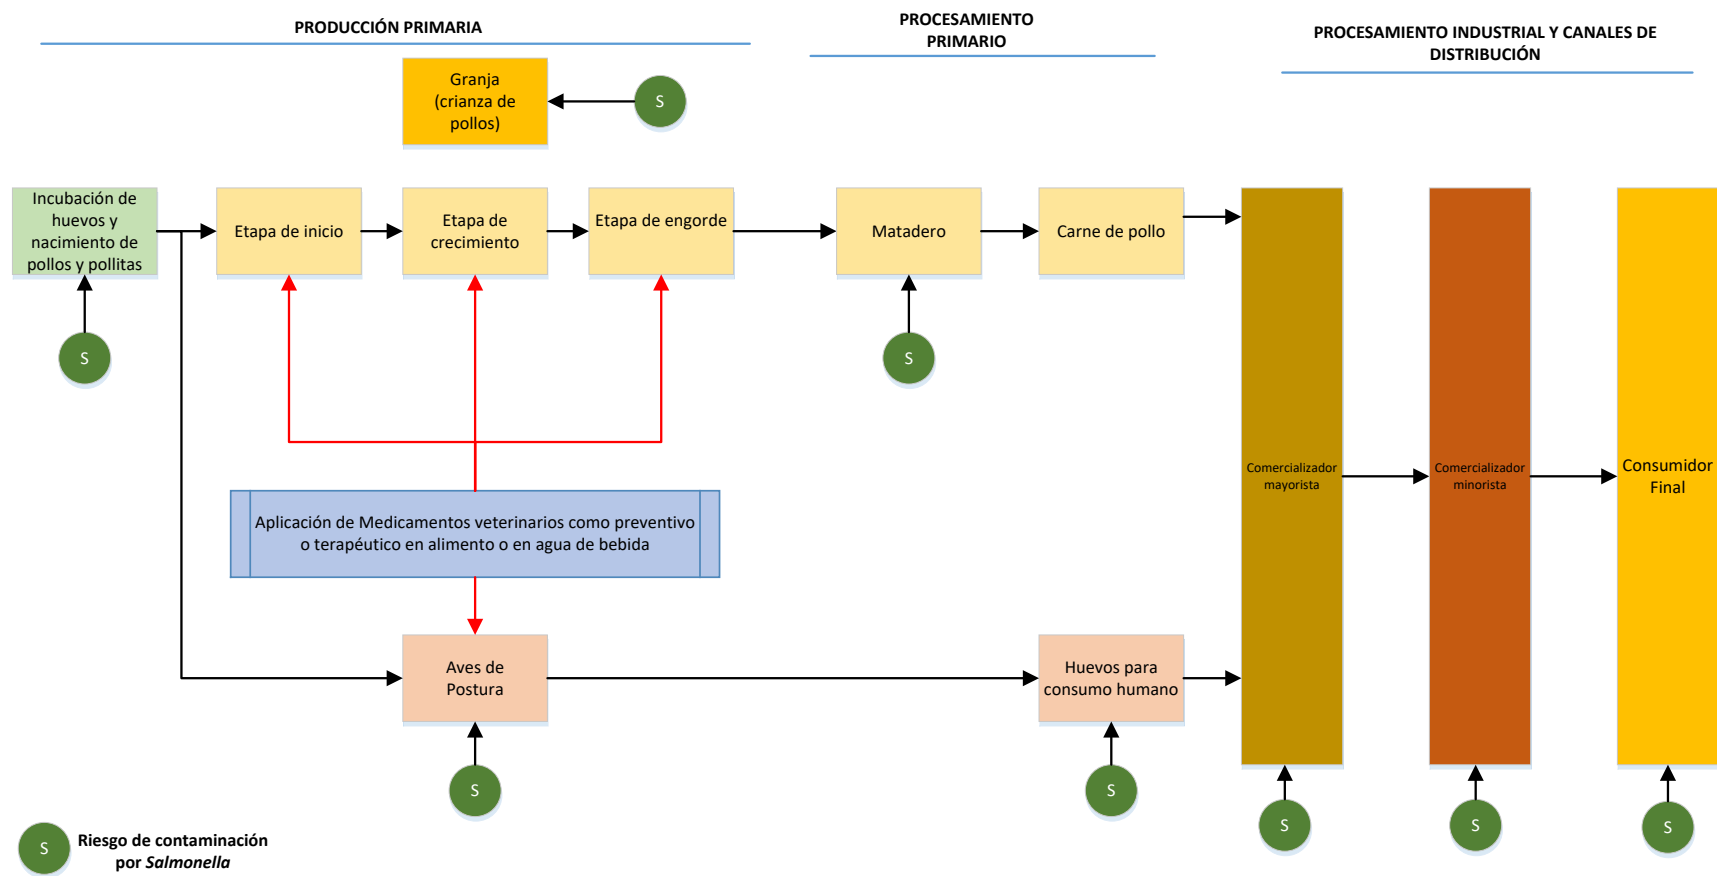 PRODUCCIÓN PRIMARIA
PROCESAMIENTO
PRIMARIO
PROCESAMIENTO INDUSTRIAL Y CANALES DE
DISTRIBUCIÓN
Granja
(crianza de
pollos)
S
Incubación de
huevos y
nacimiento de
pollos y pollitas
Etapa de inicio
Etapa de
crecimiento
Etapa de engorde
Matadero
Carne de pollo
S
S
Comercializador
mayorista
Comercializador
minorista
Consumidor
Final
Aplicación de Medicamentos veterinarios como preventivo
o terapéutico en alimento o en agua de bebida
Aves de
Postura
Huevos para
consumo humano
S
S
S
S
S
S
Riesgo de contaminación
por Salmonella